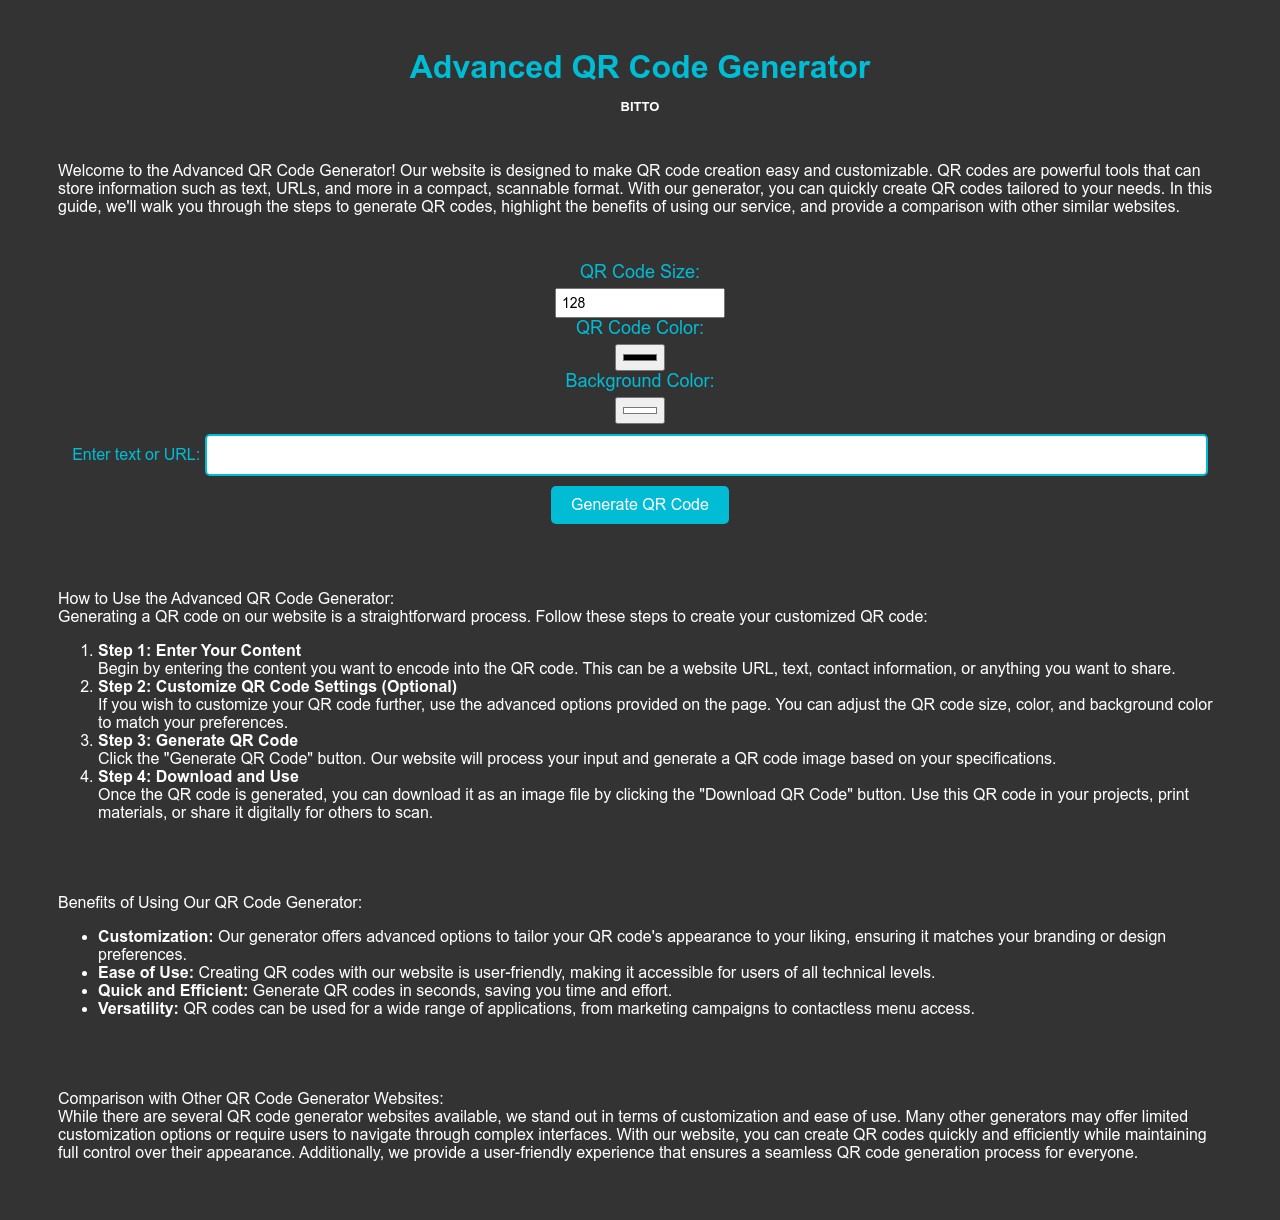 Advanced QR Code Generator
BITTO
Welcome to the Advanced QR Code Generator! Our website is designed to make QR code creation easy and customizable. QR codes are powerful tools that can
store information such as text, URLs, and more in a compact, scannable format. With our generator, you can quickly create QR codes tailored to your needs. In this
guide, we'll walk you through the steps to generate QR codes, highlight the benefits of using our service, and provide a comparison with other similar websites.
QR Code Size:
128
QR Code Color:
Background Color:
Enter text or URL:
Generate QR Code
How to Use the Advanced QR Code Generator:
Generating a QR code on our website is a straightforward process. Follow these steps to create your customized QR code:
1. Step 1: Enter Your Content
Begin by entering the content you want to encode into the QR code. This can be a website URL, text, contact information, or anything you want to share.
2. Step 2: Customize QR Code Settings (Optional)
If you wish to customize your QR code further, use the advanced options provided on the page. You can adjust the QR code size, color, and background color
to match your preferences.
3. Step 3: Generate QR Code
Click the "Generate QR Code" button. Our website will process your input and generate a QR code image based on your specifications.
4. Step 4: Download and Use
Once the QR code is generated, you can download it as an image file by clicking the "Download QR Code" button. Use this QR code in your projects, print
materials, or share it digitally for others to scan.
Benefits of Using Our QR Code Generator:
• Customization: Our generator offers advanced options to tailor your QR code's appearance to your liking, ensuring it matches your branding or design
preferences.
• Ease of Use: Creating QR codes with our website is user-friendly, making it accessible for users of all technical levels.
• Quick and Efficient: Generate QR codes in seconds, saving you time and effort.
• Versatility: QR codes can be used for a wide range of applications, from marketing campaigns to contactless menu access.
Comparison with Other QR Code Generator Websites:
While there are several QR code generator websites available, we stand out in terms of customization and ease of use. Many other generators may offer limited
customization options or require users to navigate through complex interfaces. With our website, you can create QR codes quickly and efficiently while maintaining
full control over their appearance. Additionally, we provide a user-friendly experience that ensures a seamless QR code generation process for everyone.